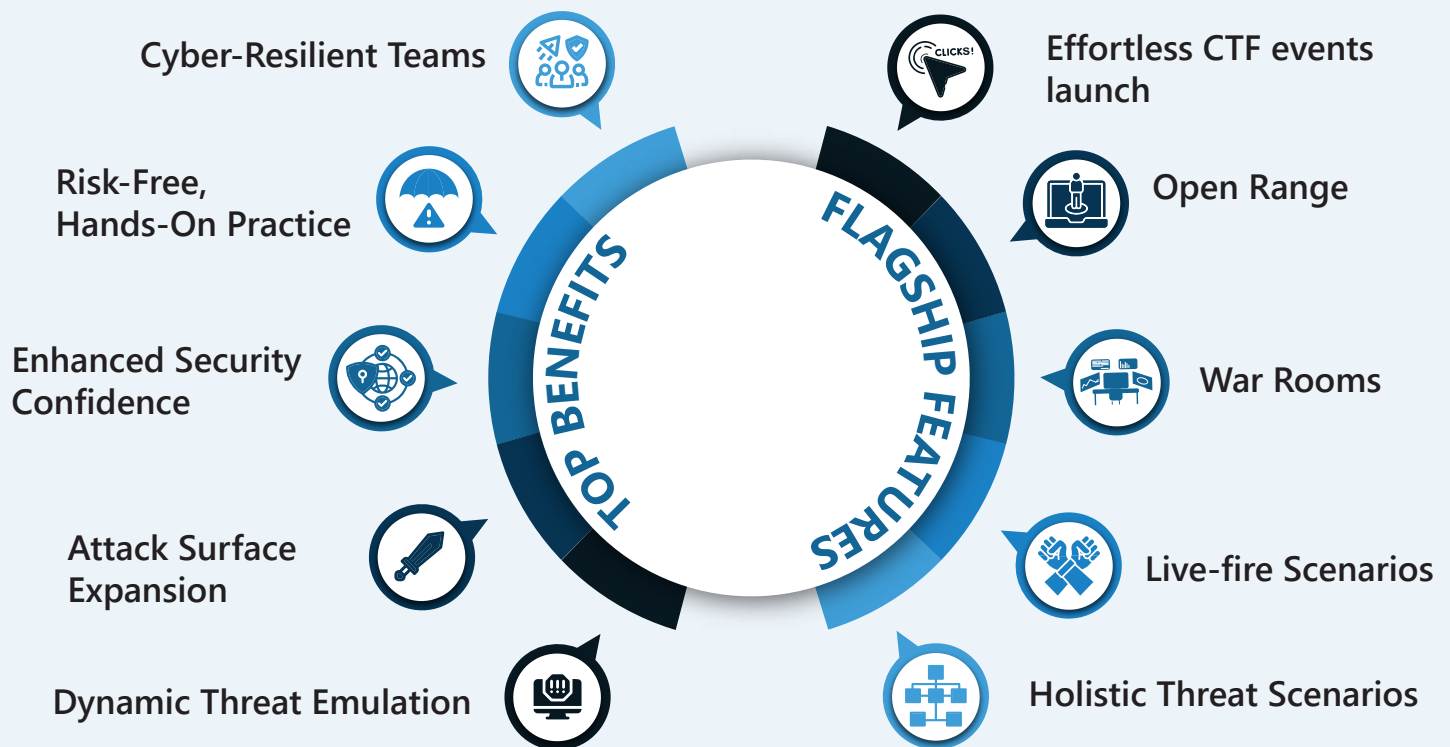 Cyber-Resilient Teams
Risk-Free,
Hands-On Practice
Enhanced Security
Confidence
Attack Surface
Expansion
Dynamic Threat Emulation
TOP BENEFITS
FLAGSHIP FEATURES
CLICKS!
Effortless CTF events
launch
Open Range
War Rooms
Live-fire Scenarios
Holistic Threat Scenarios